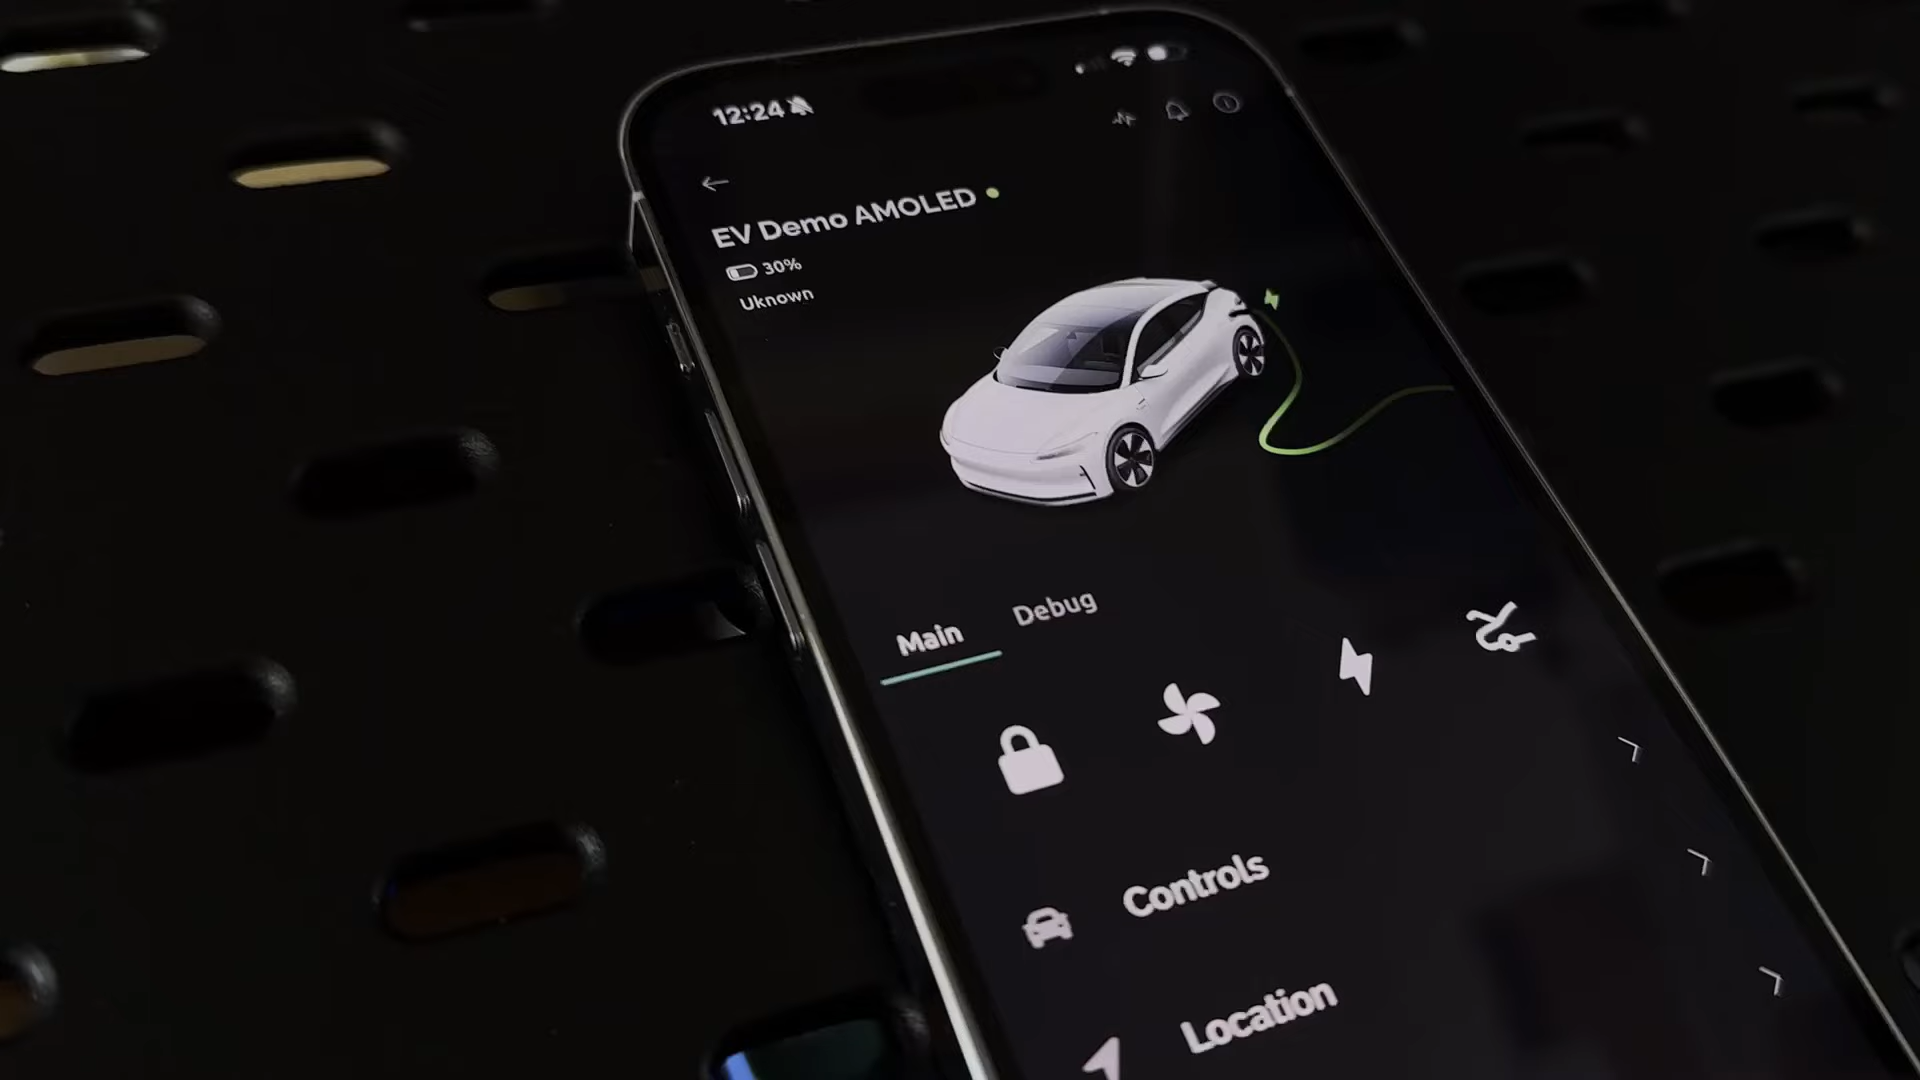 12:24
EV Demo AMOLED
30%
Uknown
Main
Debug
Controls
Location